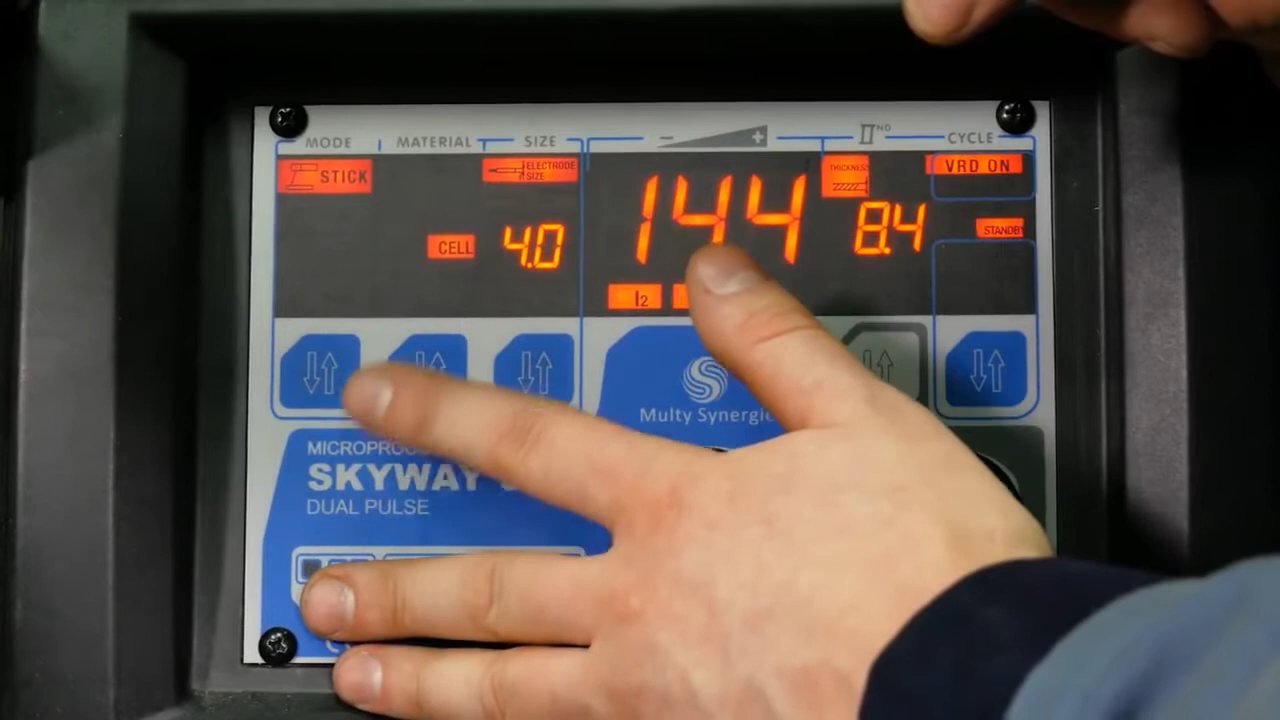 MODE MATERIAL SIZE − + II ND CYCLE
STICK ELECTRODE SIZE THICKNESS VRD ON
144
CELL 4.0 8.4 STANDBY
I2
Multy Synergic
SKYWAY
DUAL PULSE